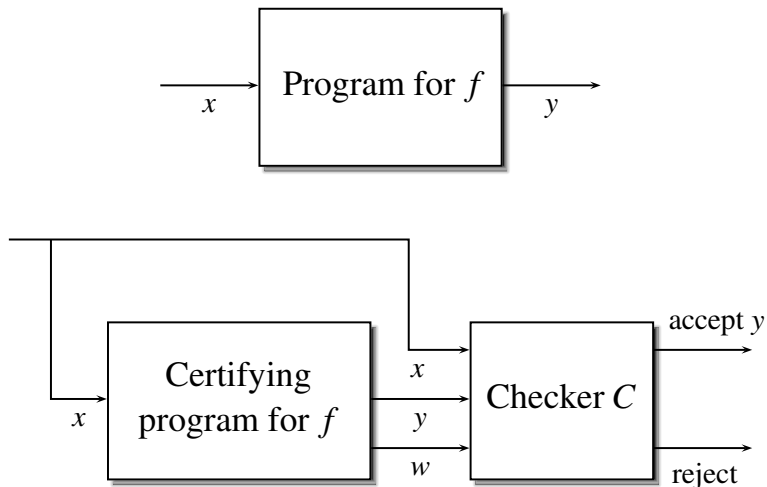 Program for f
x
y
accept y
x
Certifying
program for f
Checker C
x
y
w
reject